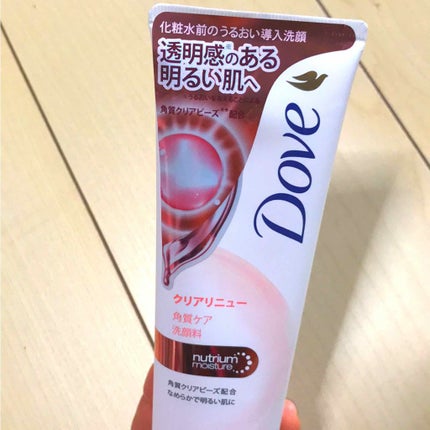 化粧水前のうるおい導入洗顔
透明感※のある
明るい肌へ
角質クリアビーズ**配合
Dove
クリアリニュー
角質ケア
洗顔料
nutrium
moisture
角質クリアビーズ配合
なめらかで明るい肌に